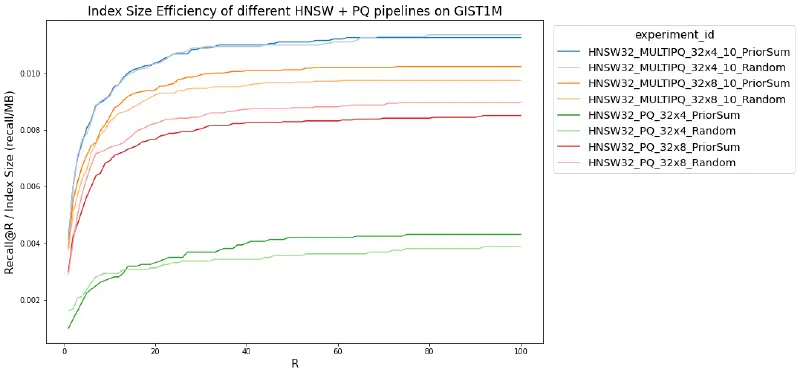 Index Size Efficiency of different HNSW + PQ pipelines on GIST1M
experiment_id
HNSW32_MULTIPQ_32x4_10_PriorSum
HNSW32_MULTIPQ_32x4_10_Random
HNSW32_MULTIPQ_32x8_10_PriorSum
HNSW32_MULTIPQ_32x8_10_Random
HNSW32_PQ_32x4_PriorSum
HNSW32_PQ_32x4_Random
HNSW32_PQ_32x8_PriorSum
HNSW32_PQ_32x8_Random
Recall@R / Index Size (recall/MB)
0.010
0.008
0.006
0.004
0.002
0 20 40 60 80 100
R